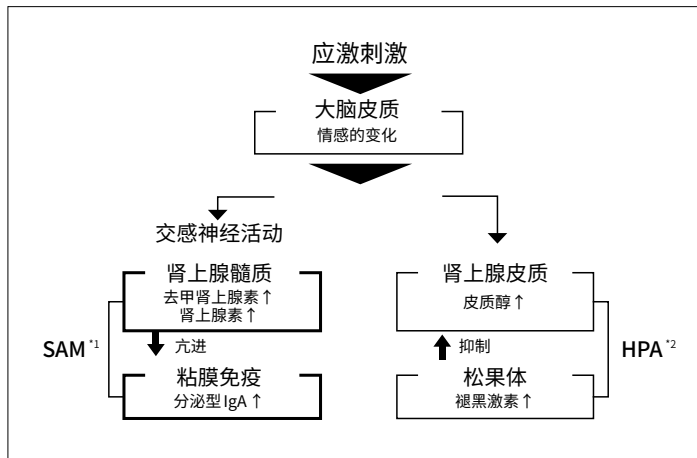 应激刺激
大脑皮质
情感的变化
交感神经活动
肾上腺髓质
去甲肾上腺素↑
肾上腺素↑
SAM*1
亢进
粘膜免疫
分泌型IgA↑
肾上腺皮质
皮质醇↑
抑制
HPA*2
松果体
褪黑激素↑